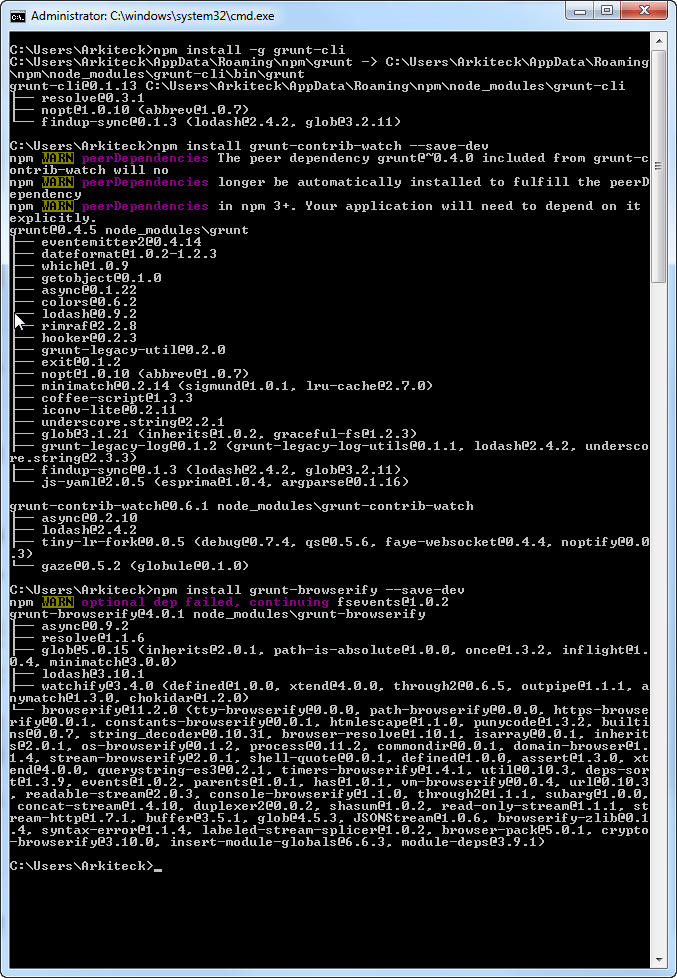 Administrator: C:\windows\system32\cmd.exe
C:\Users\Arkiteck>npm install -g grunt-cli
C:\Users\Arkiteck\AppData\Roaming\npm\grunt -> C:\Users\Arkiteck\AppData\Roaming
\npm\node_modules\grunt-cli\bin\grunt
grunt-cli@0.1.13 C:\Users\Arkiteck\AppData\Roaming\npm\node_modules\grunt-cli
├── resolve@0.3.1
├── nopt@1.0.10 (abbrev@1.0.7)
└── findup-sync@0.1.3 (lodash@2.4.2, glob@3.2.11)
C:\Users\Arkiteck>npm install grunt-contrib-watch --save-dev
npm WARN peerDependencies The peer dependency grunt@~0.4.0 included from grunt-c
ontrib-watch will no
npm WARN peerDependencies longer be automatically installed to fulfill the peerD
ependency
npm WARN peerDependencies in npm 3+. Your application will need to depend on it
explicitly.
grunt@0.4.5 node_modules\grunt
├── eventemitter2@0.4.14
├── dateformat@1.0.2-1.2.3
├── which@1.0.9
├── getobject@0.1.0
├── async@0.1.22
├── colors@0.6.2
├── lodash@0.9.2
├── rimraf@2.2.8
├── hooker@0.2.3
├── grunt-legacy-util@0.2.0
├── exit@0.1.2
├── nopt@1.0.10 (abbrev@1.0.7)
├── minimatch@0.2.14 (sigmund@1.0.1, lru-cache@2.7.0)
├── coffee-script@1.3.3
├── iconv-lite@0.2.11
├── underscore.string@2.2.1
├── glob@3.1.21 (inherits@1.0.2, graceful-fs@1.2.3)
├── grunt-legacy-log@0.1.2 (grunt-legacy-log-utils@0.1.1, lodash@2.4.2, undersco
re.string@2.3.3)
├── findup-sync@0.1.3 (lodash@2.4.2, glob@3.2.11)
└── js-yaml@2.0.5 (esprima@1.0.4, argparse@0.1.16)
grunt-contrib-watch@0.6.1 node_modules\grunt-contrib-watch
├── async@0.2.10
├── lodash@2.4.2
├── tiny-lr-fork@0.0.5 (debug@0.7.4, qs@0.5.6, faye-websocket@0.4.4, noptify@0.0
.3)
└── gaze@0.5.2 (globule@0.1.0)
C:\Users\Arkiteck>npm install grunt-browserify --save-dev
npm WARN optional dep failed, continuing fsevents@1.0.2
grunt-browserify@4.0.1 node_modules\grunt-browserify
├── async@0.9.2
├── resolve@1.1.6
├── glob@5.0.15 (inherits@2.0.1, path-is-absolute@1.0.0, once@1.3.2, inflight@1.
0.4, minimatch@3.0.0)
├── lodash@3.10.1
├── watchify@3.4.0 (defined@1.0.0, xtend@4.0.0, through2@0.6.5, outpipe@1.1.1, a
nymatch@1.3.0, chokidar@1.2.0)
└── browserify@11.2.0 (tty-browserify@0.0.0, path-browserify@0.0.0, https-browse
rify@0.0.1, constants-browserify@0.0.1, htmlescape@1.1.0, punycode@1.3.2, builti
ns@0.0.7, string_decoder@0.10.31, browser-resolve@1.10.1, isarray@0.0.1, inherit
s@2.0.1, os-browserify@0.1.2, process@0.11.2, commondir@0.0.1, domain-browser@1.
1.4, stream-browserify@2.0.1, shell-quote@0.0.1, defined@1.0.0, assert@1.3.0, xt
end@4.0.0, querystring-es3@0.2.1, timers-browserify@1.4.1, util@0.10.3, deps-sor
t@1.3.9, events@1.0.2, parents@1.0.1, has@1.0.1, vm-browserify@0.0.4, url@0.10.3
, readable-stream@2.0.3, console-browserify@1.1.0, through2@1.1.1, subarg@1.0.0,
concat-stream@1.4.10, duplexer2@0.0.2, shasum@1.0.2, read-only-stream@1.1.1, st
ream-http@1.7.1, buffer@3.5.1, glob@4.5.3, JSONStream@1.0.6, browserify-zlib@0.1
.4, syntax-error@1.1.4, labeled-stream-splicer@1.0.2, browser-pack@5.0.1, crypto
-browserify@3.10.0, insert-module-globals@6.6.3, module-deps@3.9.1)
C:\Users\Arkiteck>_